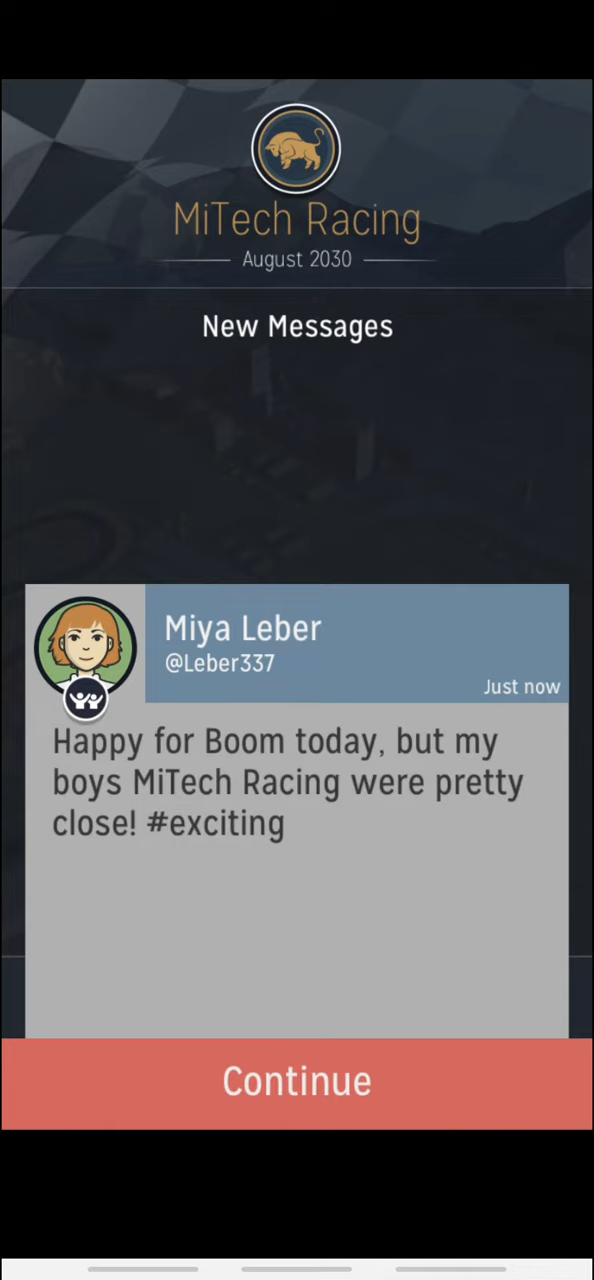 MiTech Racing
August 2030
New Messages
Miya Leber
@Leber337
Just now
Happy for Boom today, but my
boys MiTech Racing were pretty
close! #exciting
Continue